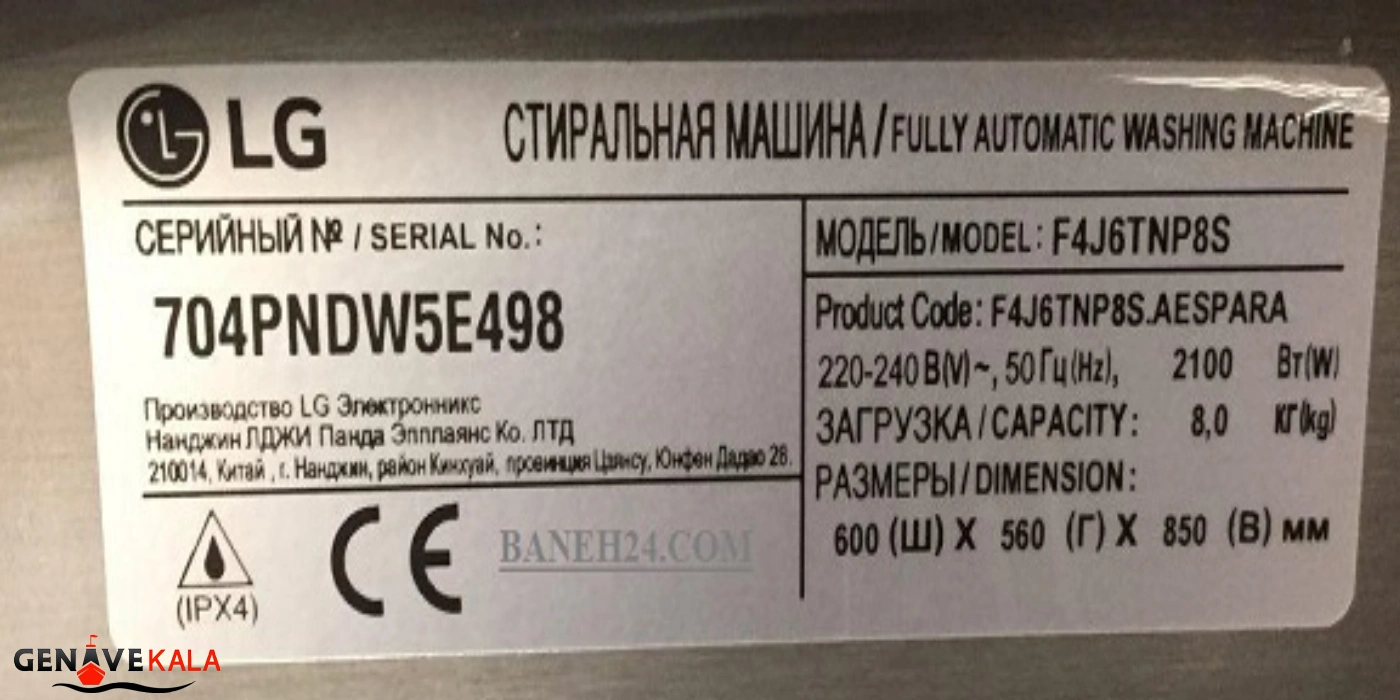 LG
СТИРАЛЬНАЯ МАШИНА / FULLY AUTOMATIC WASHING MACHINE
СЕРИЙНЫЙ № / SERIAL No.:
704PNDW5E498
Производство LG Электронникс
Нанджин ЛДЖИ Панда Эпплаянс Ко. ЛТД
210014, Китай , г. Нанджин, район Кинхуай, провинция Цзянсу, Юнфен Дадао 28.
(IPX4)
CE
BANEH24.COM
МОДЕЛЬ/MODEL: F4J6TNP8S
Product Code: F4J6TNP8S.AESPARA
220-240 В(V) ~, 50 Гц (Hz), 2100 Вт(W)
ЗАГРУЗКА / CAPACITY: 8,0 КГ(kg)
РАЗМЕРЫ / DIMENSION:
600 (Ш) X 560 (Г) X 850 (В) мм
GENAVEKALA